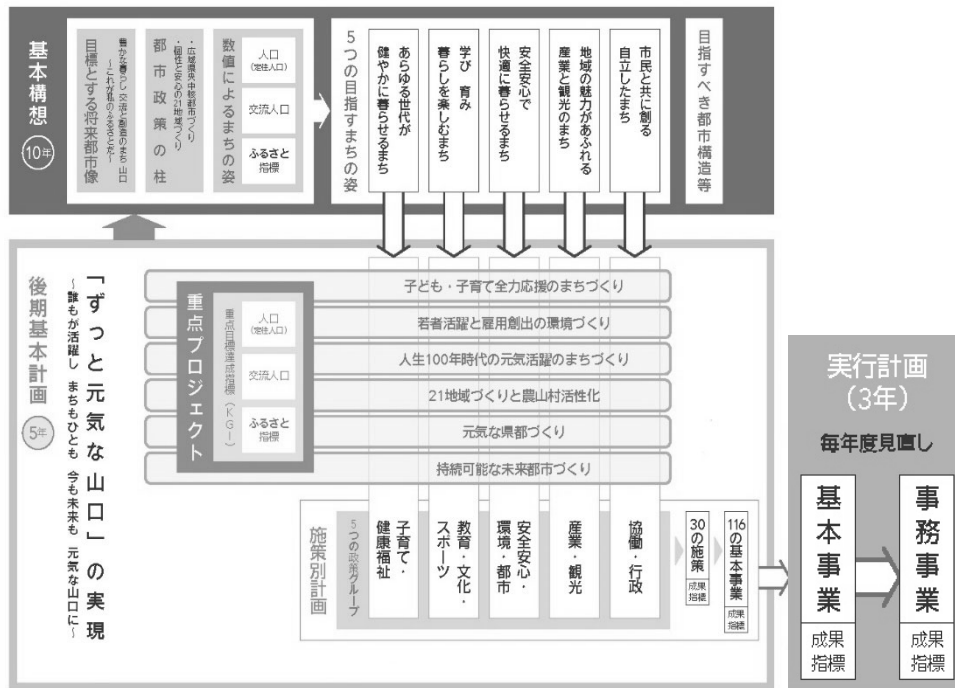 基本構想
10年
目標とする将来都市像
豊かな暮らし 交流と創造のまち 山口
～これが私のふるさとだ～
都市政策の柱
・広域県央中核都市づくり
・個性と安心の21地域づくり
数値によるまちの姿
人口
(定住人口)
交流人口
ふるさと
指標
5つの目指すまちの姿
あらゆる世代が
健やかに暮らせるまち
学び 育み
暮らしを楽しむまち
安全安心で
快適に暮らせるまち
地域の魅力があふれる
産業と観光のまち
市民と共に創る
自立したまち
目指すべき都市構造等
後期基本計画
5年
「ずっと元気な山口」の実現
～誰もが活躍し まちもひとも 今も未来も 元気な山口に～
重点プロジェクト
重点目標達成指標(KGI)
人口
(定住人口)
交流人口
ふるさと
指標
子ども・子育て全力応援のまちづくり
若者活躍と雇用創出の環境づくり
人生100年時代の元気活躍のまちづくり
21地域づくりと農山村活性化
元気な県都づくり
持続可能な未来都市づくり
施策別計画
5つの政策グループ
子育て・
健康福祉
教育・文化・
スポーツ
安全安心・
環境・都市
産業・観光
協働・行政
30の施策
成果
指標
116の基本事業
成果
指標
実行計画
(3年)
毎年度見直し
基本事業
成果
指標
事務事業
成果
指標